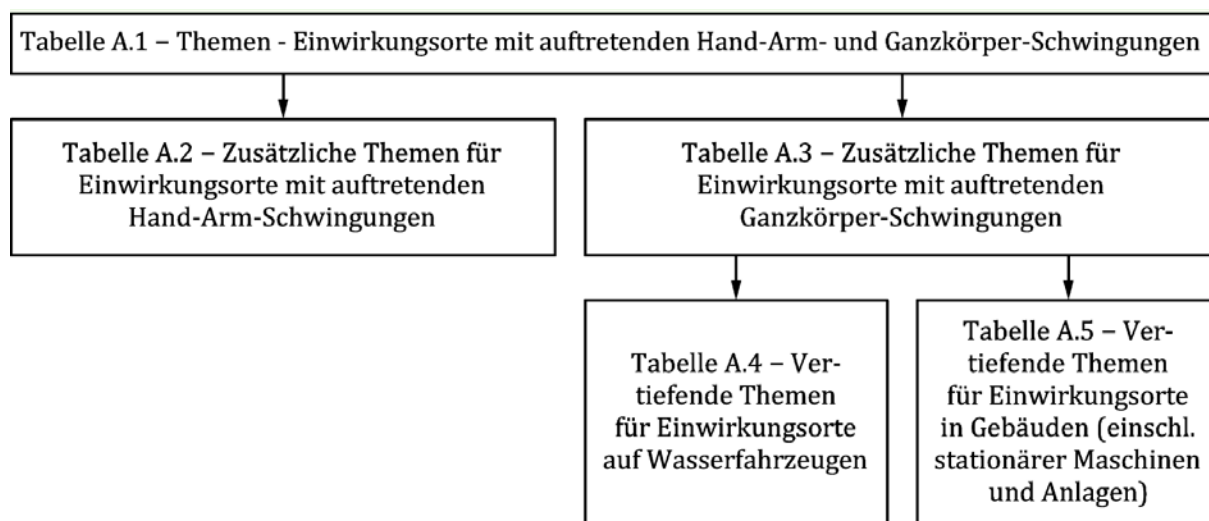 Tabelle A.1 – Themen - Einwirkungsorte mit auftretenden Hand-Arm- und Ganzkörper-Schwingungen
Tabelle A.2 – Zusätzliche Themen für
Einwirkungsorte mit auftretenden
Hand-Arm-Schwingungen
Tabelle A.3 – Zusätzliche Themen für
Einwirkungsorte mit auftretenden
Ganzkörper-Schwingungen
Tabelle A.4 – Ver-
tiefende Themen
für Einwirkungsorte
auf Wasserfahrzeugen
Tabelle A.5 – Ver-
tiefende Themen
für Einwirkungsorte
in Gebäuden (einschl.
stationärer Maschinen
und Anlagen)